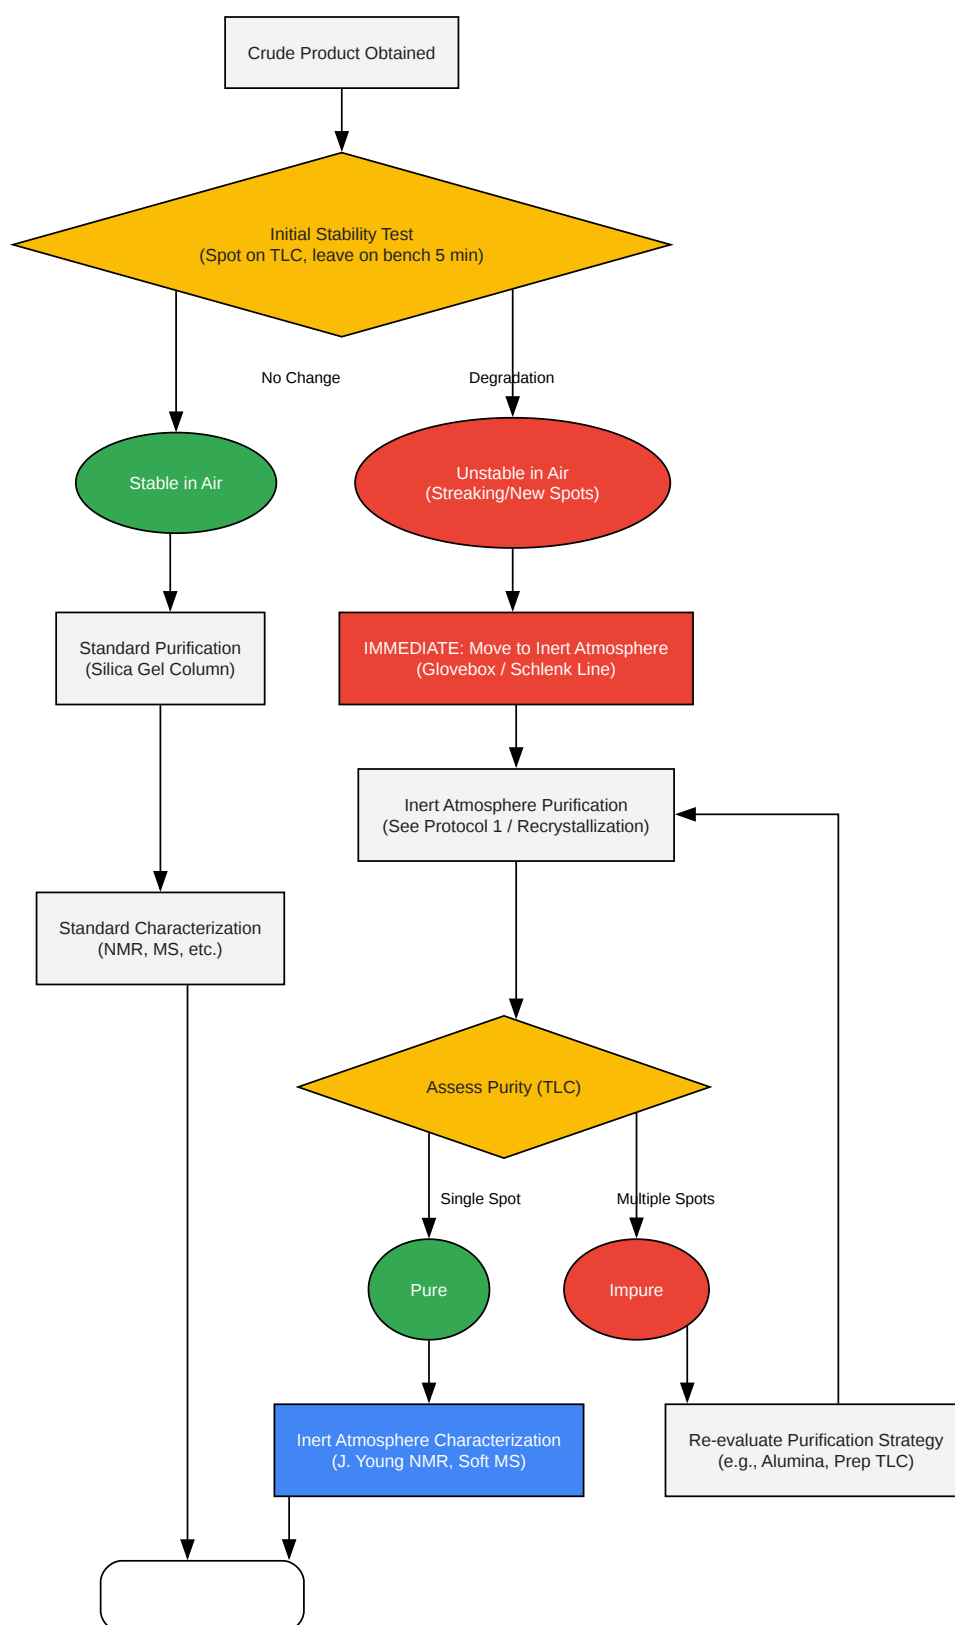 Crude Product Obtained
Initial Stability Test
(Spot on TLC, leave on bench 5 min)
No Change
Degradation
Stable in Air
Unstable in Air
(Streaking/New Spots)
Standard Purification
(Silica Gel Column)
IMMEDIATE: Move to Inert Atmosphere
(Glovebox / Schlenk Line)
Inert Atmosphere Purification
(See Protocol 1 / Recrystallization)
Standard Characterization
(NMR, MS, etc.)
Assess Purity (TLC)
Single Spot
Multiple Spots
Pure
Impure
Inert Atmosphere Characterization
(J. Young NMR, Soft MS)
Re-evaluate Purification Strategy
(e.g., Alumina, Prep TLC)